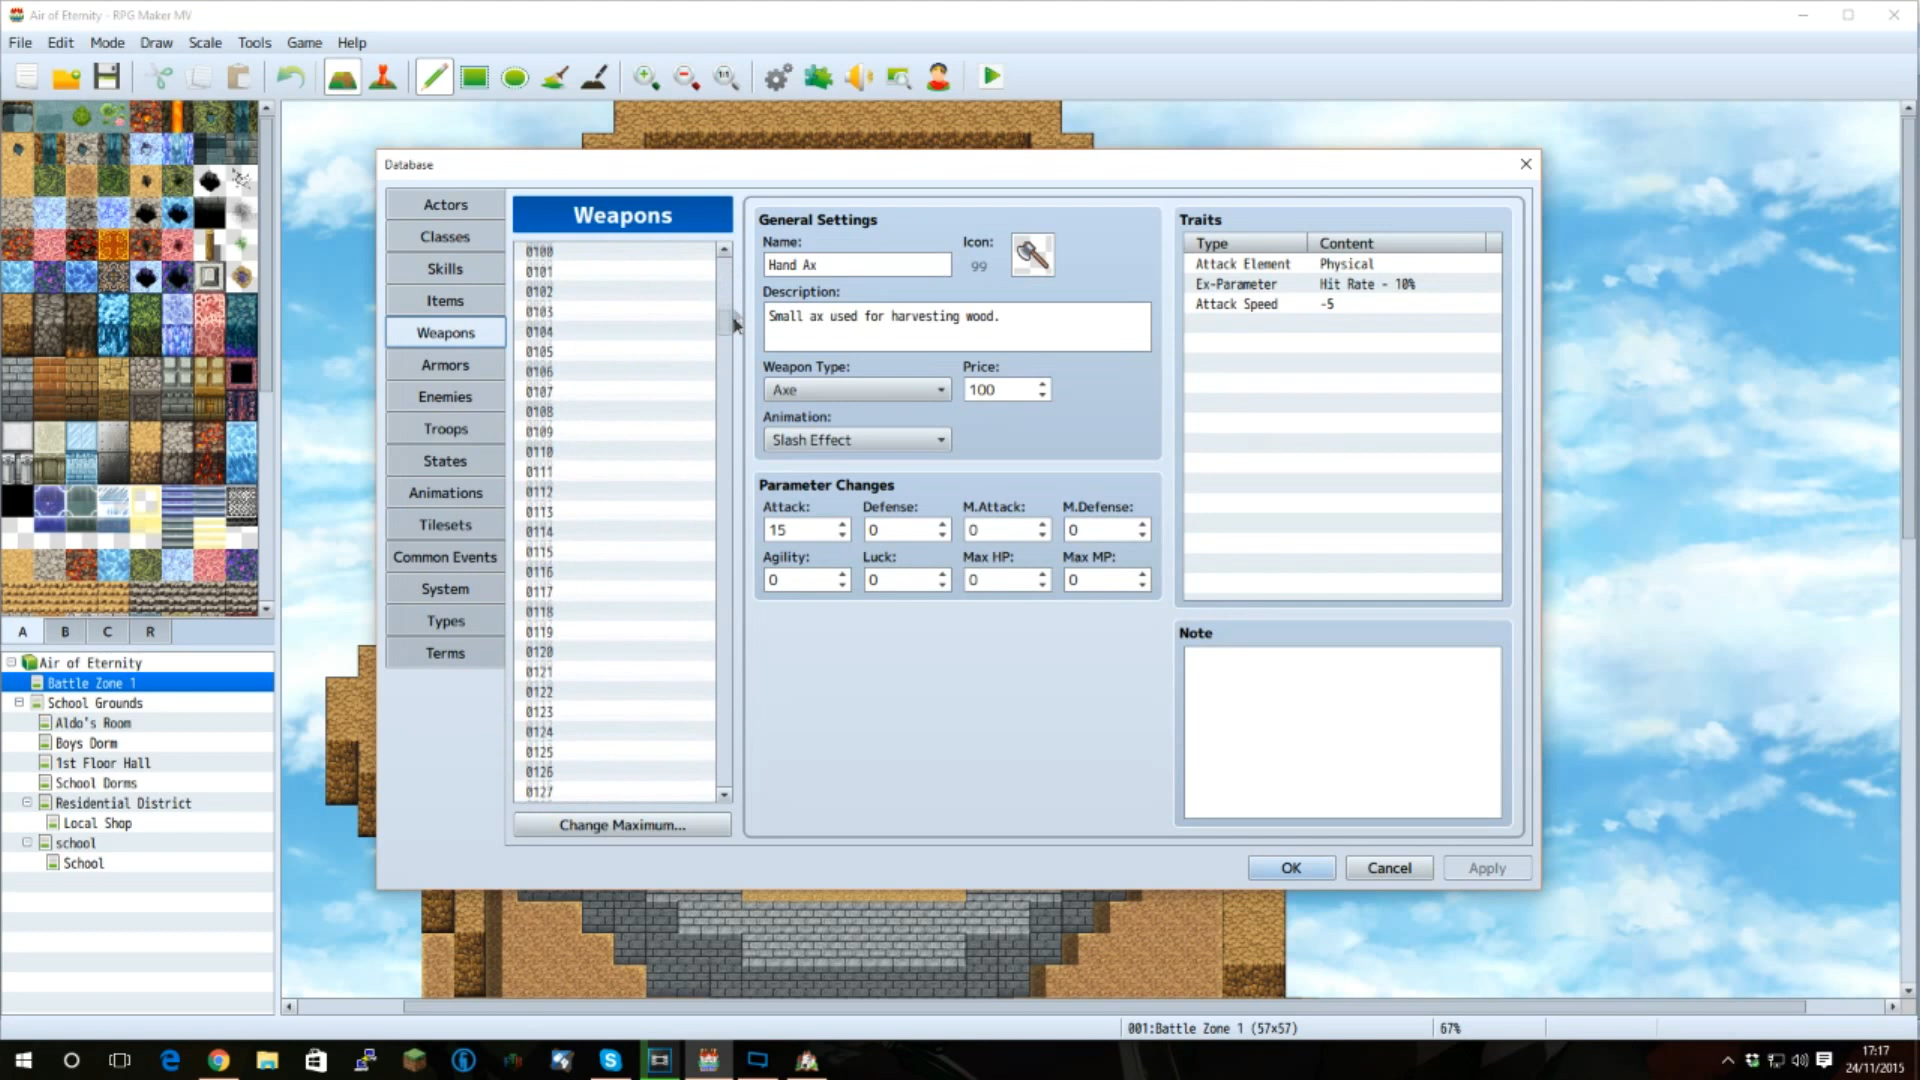 Air of Eternity - RPG Maker MV
File Edit Mode Draw Scale Tools Game Help
Database
Actors
Classes
Skills
Items
Weapons
Armors
Enemies
Troops
States
Animations
Tilesets
Common Events
System
Types
Terms
Weapons
0100
0101
0102
0103
0104
0105
0106
0107
0108
0109
0110
0111
0112
0113
0114
0115
0116
0117
0118
0119
0120
0121
0122
0123
0124
0125
0126
0127
Change Maximum...
General Settings
Name: Icon:
Hand Ax 99
Description:
Small ax used for harvesting wood.
Weapon Type: Price:
Axe 100
Animation:
Slash Effect
Parameter Changes
Attack: Defense: M.Attack: M.Defense:
15 0 0 0
Agility: Luck: Max HP: Max MP:
0 0 0 0
Traits
Type Content
Attack Element Physical
Ex-Parameter Hit Rate - 10%
Attack Speed -5
Note
OK Cancel Apply
A B C R
Air of Eternity
Battle Zone 1
School Grounds
Aldo's Room
Boys Dorm
1st Floor Hall
School Dorms
Residential District
Local Shop
school
School
001:Battle Zone 1 (57x57) 67%
17:17
24/11/2015